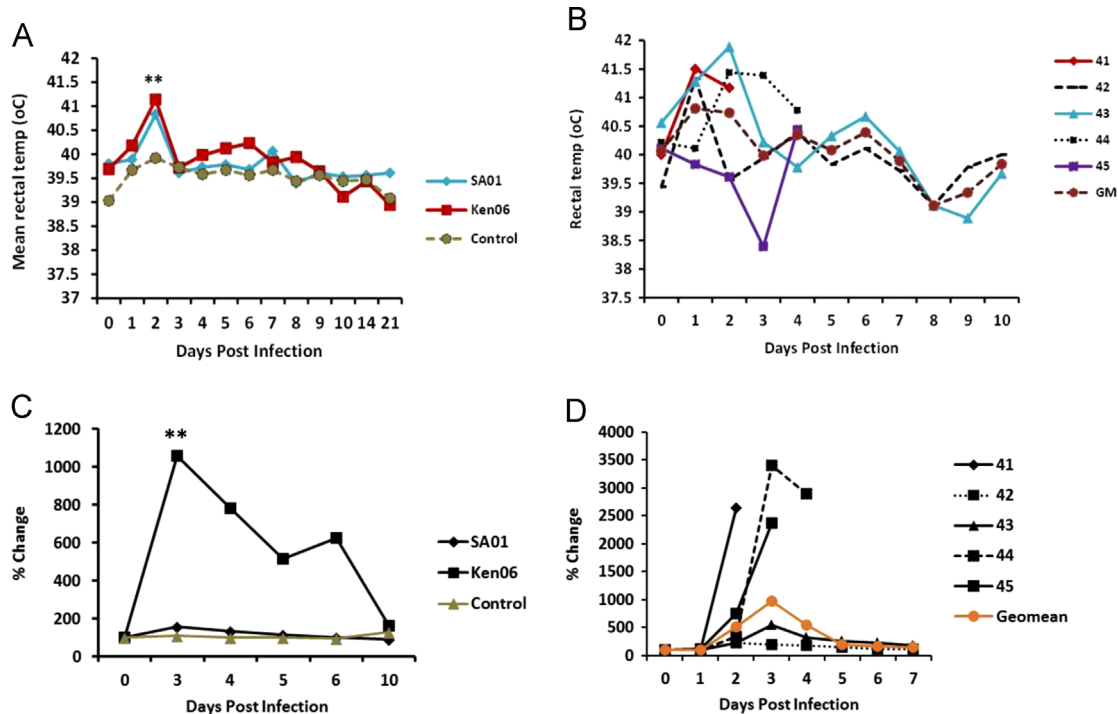 A
42
41.5
41
40.5
40
39.5
39
38.5
38
37.5
37
**
Mean rectal temp (oC)
0 1 2 3 4 5 6 7 8 9 10 14 21
Days Post Infection
SA01
Ken06
Control
B
42
41.5
41
40.5
40
39.5
39
38.5
38
37.5
Rectal temp (oC)
0 1 2 3 4 5 6 7 8 9 10
Days Post Infection
41
42
43
44
45
GM
C
1200
1000
800
600
400
200
0
**
% Change
0 3 4 5 6 10
Days Post Infection
SA01
Ken06
Control
D
4000
3500
3000
2500
2000
1500
1000
500
0
% Change
0 1 2 3 4 5 6 7
Days Post Infection
41
42
43
44
45
Geomean